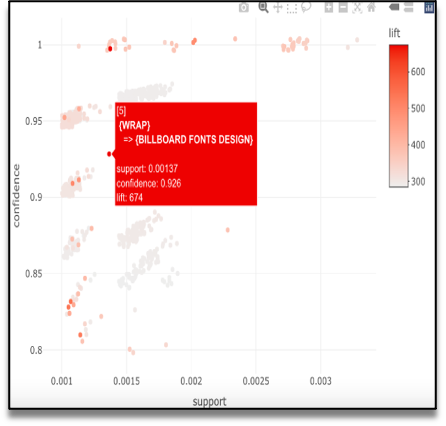 lift
1
0.95
0.9
0.85
0.8
confidence
[5]
{WRAP}
=> {BILLBOARD FONTS DESIGN}
support: 0.00137
confidence: 0.926
lift: 674
600
500
400
300
0.001
0.0015
0.002
0.0025
0.003
support